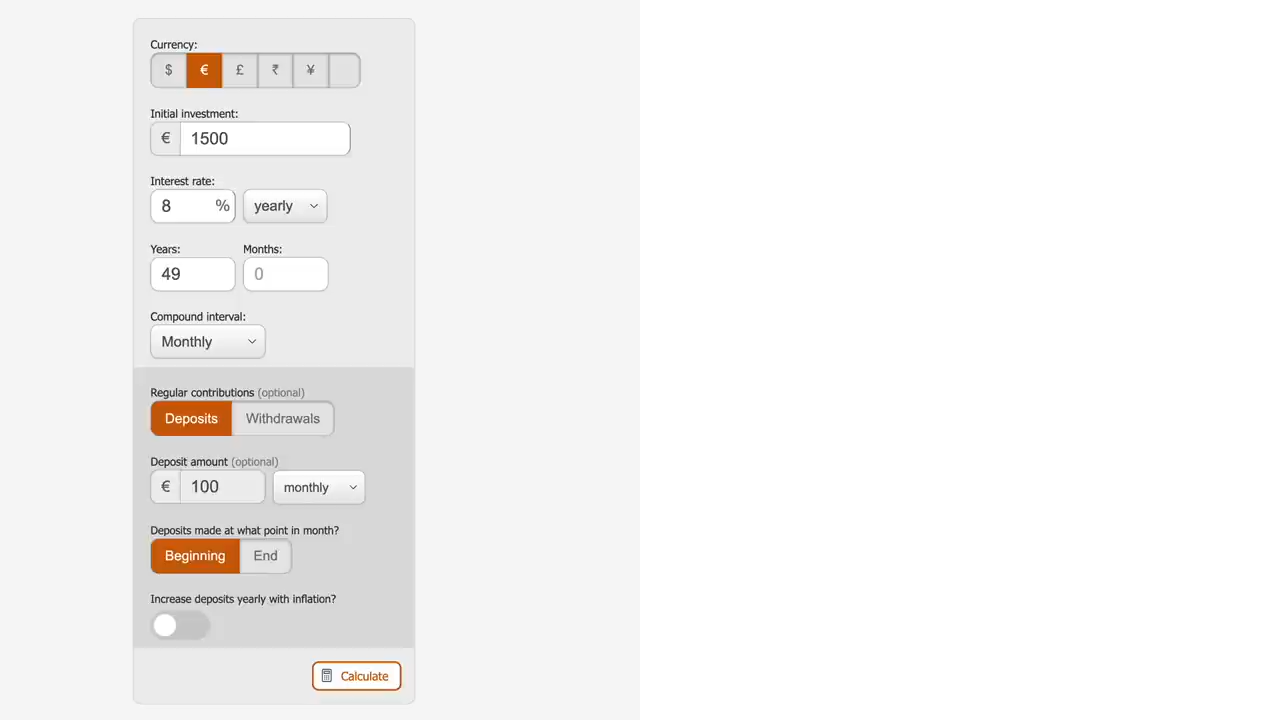 Currency:
$ € £ ₹ ¥
Initial investment:
€ 1500
Interest rate:
8 % yearly
Years: Months:
49 0
Compound interval:
Monthly
Regular contributions (optional)
Deposits Withdrawals
Deposit amount (optional)
€ 100 monthly
Deposits made at what point in month?
Beginning End
Increase deposits yearly with inflation?
Calculate